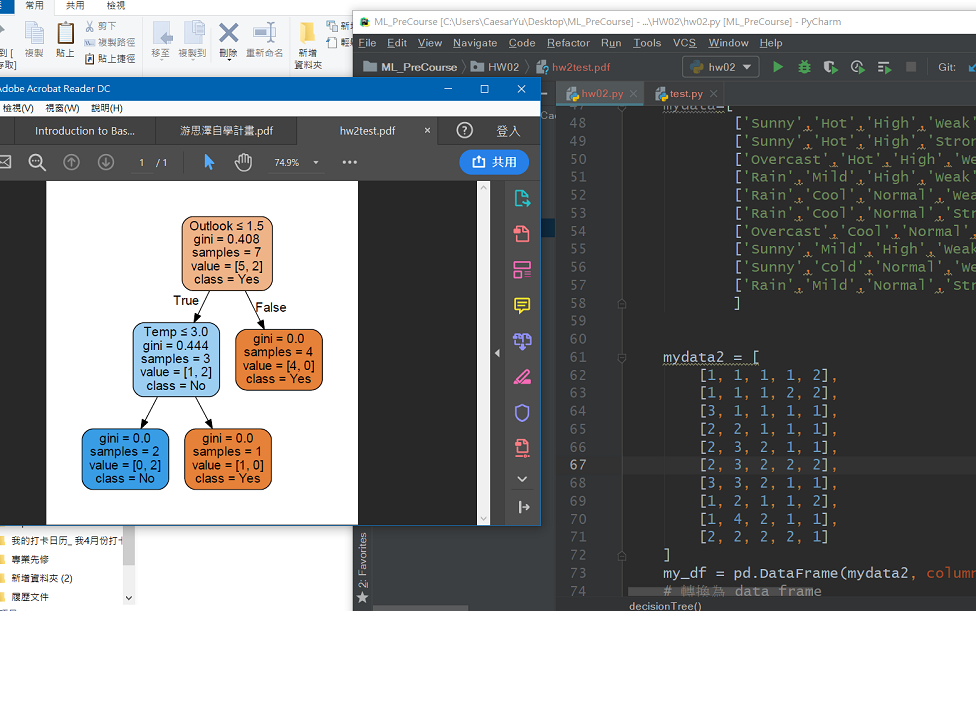 常用 共用 檢視
剪下
複製路徑
貼上捷徑
複製 貼上 移至 複製到 刪除 重新命名 新增
資料夾
ML_PreCourse [C:\Users\CaesarYu\Desktop\ML_PreCourse] - ...\HW02\hw02.py [ML_PreCourse] - PyCharm
File Edit View Navigate Code Refactor Run Tools VCS Window Help
ML_PreCourse HW02 hw2test.pdf hw02 Git:
hw02.py test.py
Adobe Acrobat Reader DC
檢視(V) 視窗(W) 說明(H)
Introduction to Bas... 游思澤自學計畫.pdf hw2test.pdf × 登入
1 / 1 74.9% 共用
Outlook ≤ 1.5
gini = 0.408
samples = 7
value = [5, 2]
class = Yes
True False
Temp ≤ 3.0
gini = 0.444
samples = 3
value = [1, 2]
class = No
gini = 0.0
samples = 4
value = [4, 0]
class = Yes
gini = 0.0
samples = 2
value = [0, 2]
class = No
gini = 0.0
samples = 1
value = [1, 0]
class = Yes
47 mydata=[
48 ['Sunny','Hot','High','Weak'
49 ['Sunny','Hot','High','Stron
50 ['Overcast','Hot','High','We
51 ['Rain','Mild','High','Weak'
52 ['Rain','Cool','Normal','Wea
53 ['Rain','Cool','Normal','Str
54 ['Overcast','Cool','Normal',
55 ['Sunny','Mild','High','Weak
56 ['Sunny','Cold','Normal','We
57 ['Rain','Mild','Normal','Str
58 ]
59
60
61 mydata2 = [
62 [1, 1, 1, 1, 2],
63 [1, 1, 1, 2, 2],
64 [3, 1, 1, 1, 1],
65 [2, 2, 1, 1, 1],
66 [2, 3, 2, 1, 1],
67 [2, 3, 2, 2, 2],
68 [3, 3, 2, 1, 1],
69 [1, 2, 1, 1, 2],
70 [1, 4, 2, 1, 1],
71 [2, 2, 2, 2, 1]
72 ]
73 my_df = pd.DataFrame(mydata2, column
74 # 轉換為 data frame
decisionTree()
2: Favorites
我的打卡日历_ 我4月份打卡
專業先修
新增資料夾 (2)
履歷文件